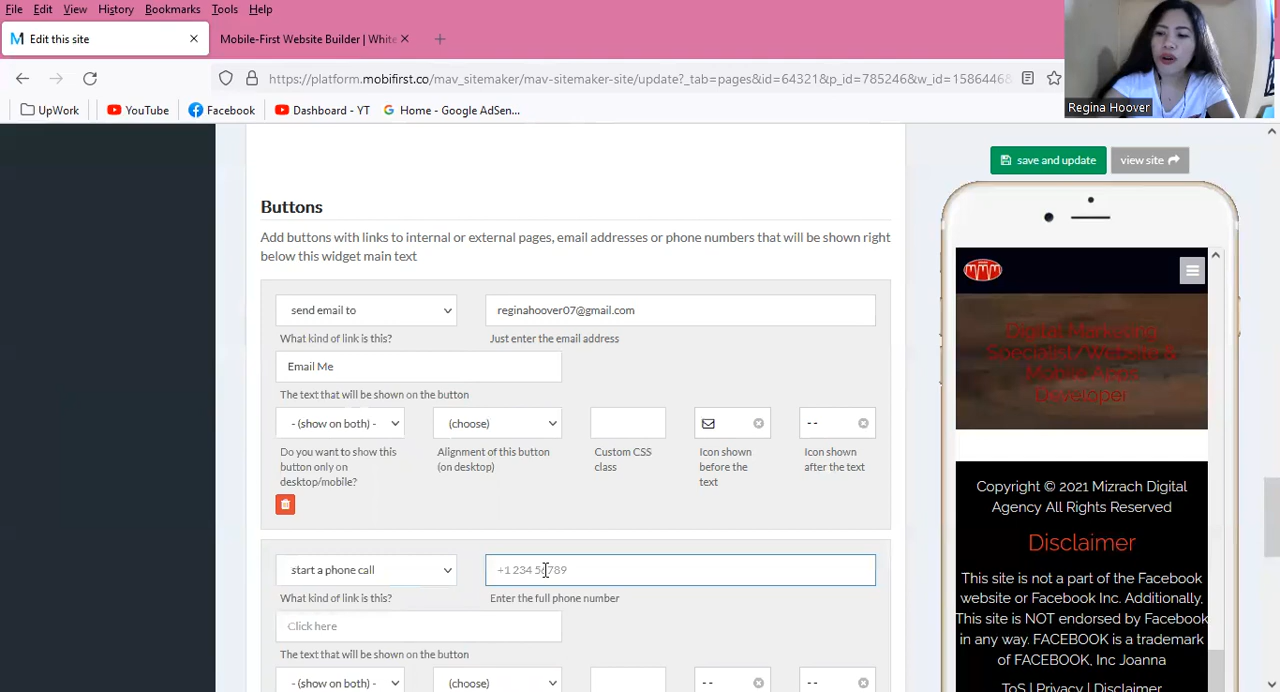 File Edit View History Bookmarks Tools Help
Edit this site
Mobile-First Website Builder | White
https://platform.mobifirst.co/mav_sitemaker/mav-sitemaker-site/update?_tab=pages&id=64321&p_id=785246&w_id=1586446
UpWork YouTube Facebook Dashboard - YT Home - Google AdSen...
Regina Hoover
save and update
view site
Buttons
Add buttons with links to internal or external pages, email addresses or phone numbers that will be shown right
below this widget main text
send email to
reginahoover07@gmail.com
What kind of link is this?
Just enter the email address
Email Me
The text that will be shown on the button
- (show on both) -
(choose)
--
Do you want to show this
button only on
desktop/mobile?
Alignment of this button
(on desktop)
Custom CSS
class
Icon shown
before the
text
Icon shown
after the text
start a phone call
+1 234 56789
What kind of link is this?
Enter the full phone number
Click here
The text that will be shown on the button
- (show on both) -
(choose)
--
--
Digital Marketing
Specialist/Website &
Mobile Apps
Developer
Copyright © 2021 Mizrach Digital
Agency All Rights Reserved
Disclaimer
This site is not a part of the Facebook
website or Facebook Inc. Additionally,
This site is NOT endorsed by Facebook
in any way. FACEBOOK is a trademark
of FACEBOOK, Inc Joanna
ToS | Privacy | Disclaimer